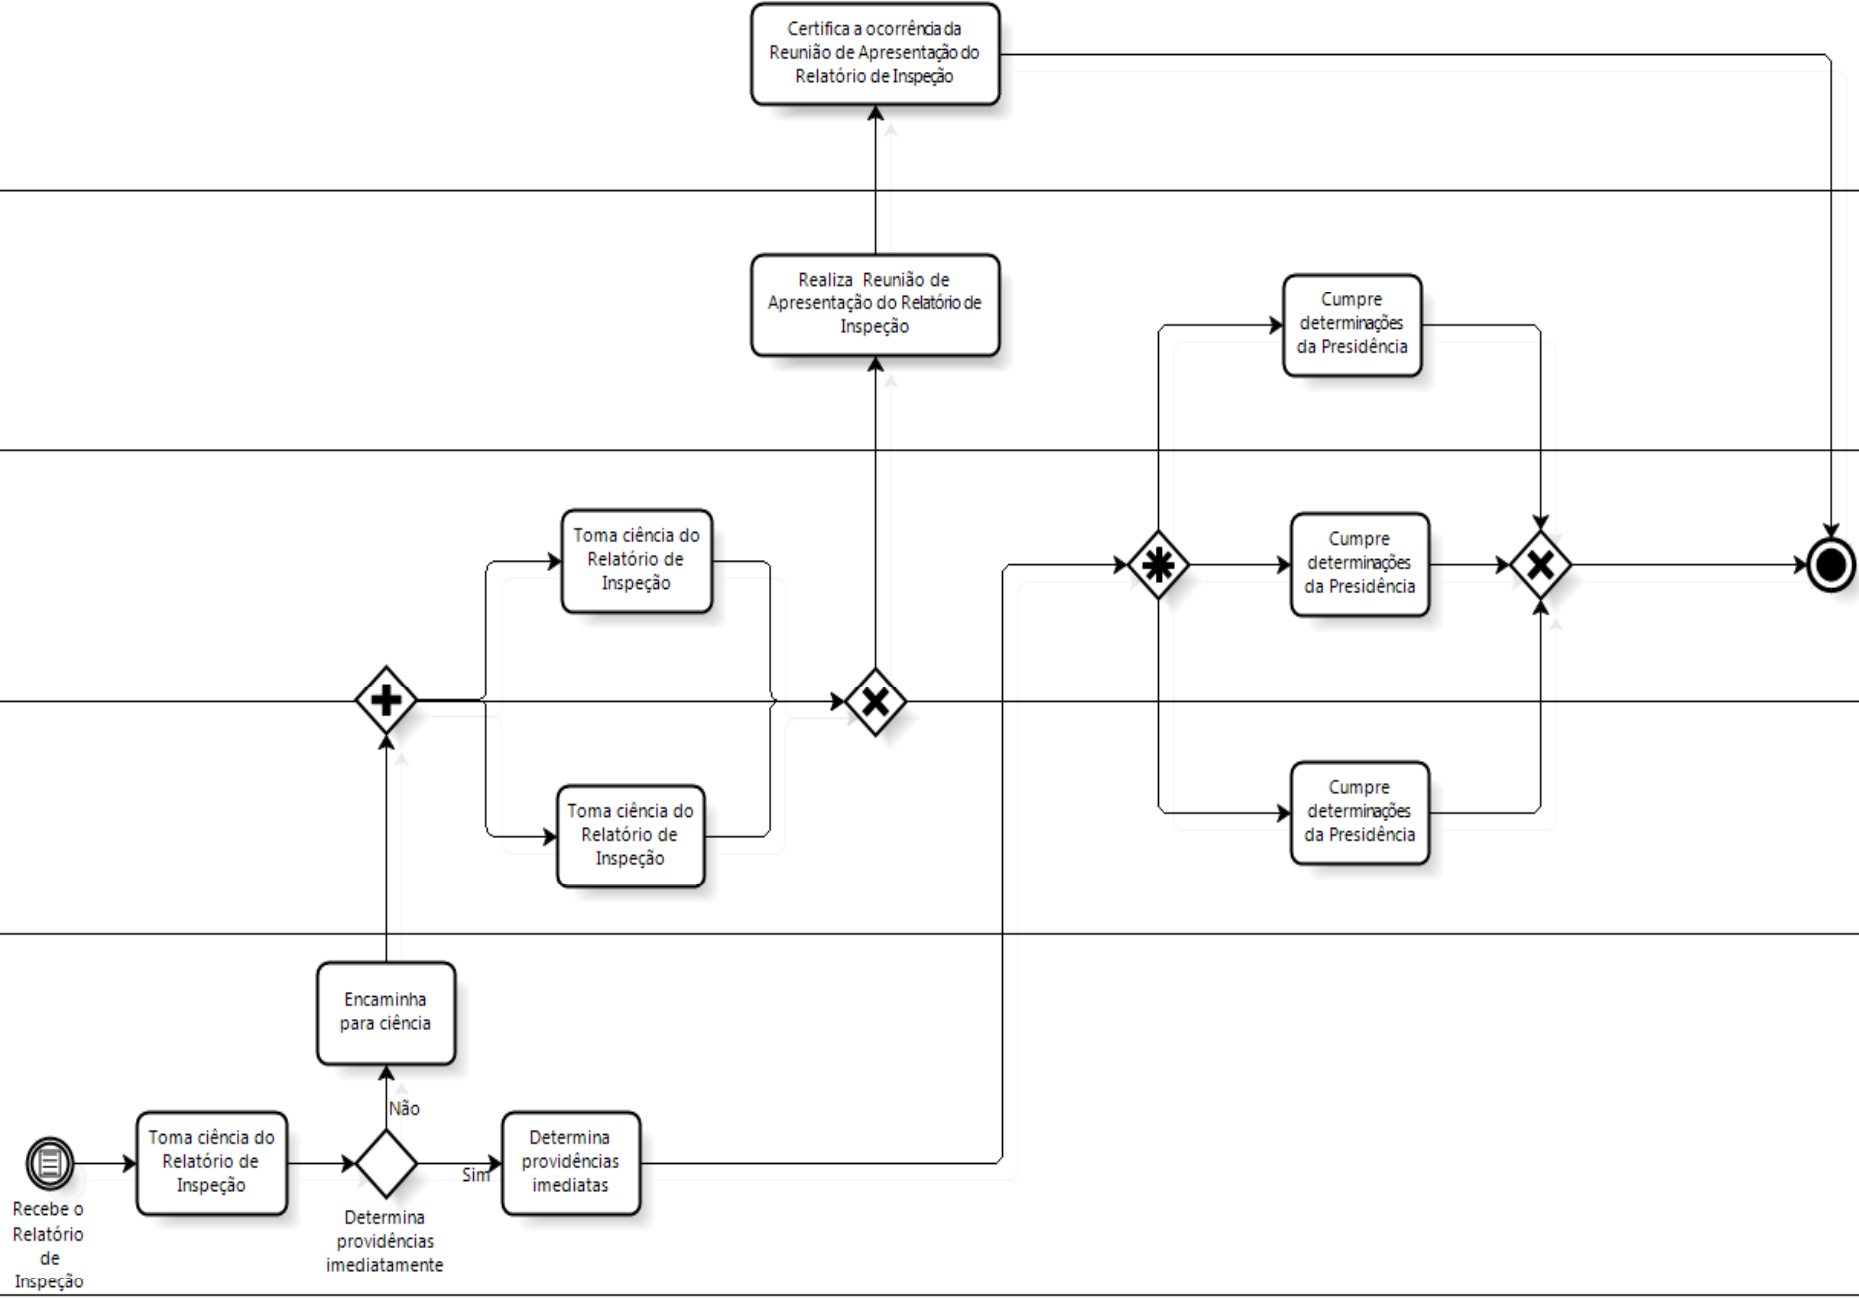 Certifica a ocorrência da
Reunião de Apresentação do
Relatório de Inspeção
Realiza Reunião de
Apresentação do Relatório de
Inspeção
Cumpre
determinações
da Presidência
Toma ciência do
Relatório de
Inspeção
Cumpre
determinações
da Presidência
Toma ciência do
Relatório de
Inspeção
Cumpre
determinações
da Presidência
Encaminha
para ciência
Não
Toma ciência do
Relatório de
Inspeção
Sim
Determina
providências
imediatas
Recebe o
Relatório
de
Inspeção
Determina
providências
imediatamente